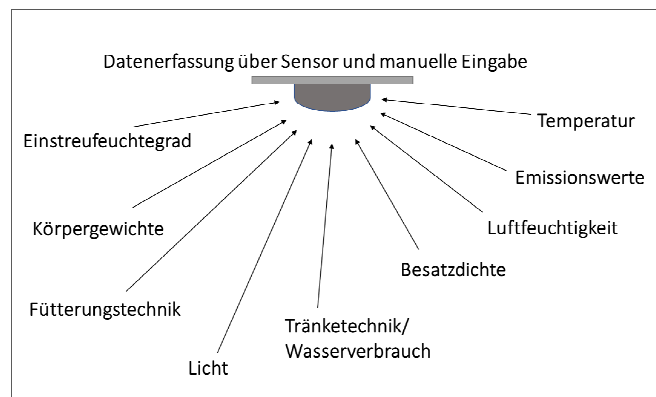 Datenerfassung über Sensor und manuelle Eingabe
Einstreufeuchtegrad
Temperatur
Emissionswerte
Körpergewichte
Luftfeuchtigkeit
Besatzdichte
Fütterungstechnik
Tränketechnik/
Wasserverbrauch
Licht